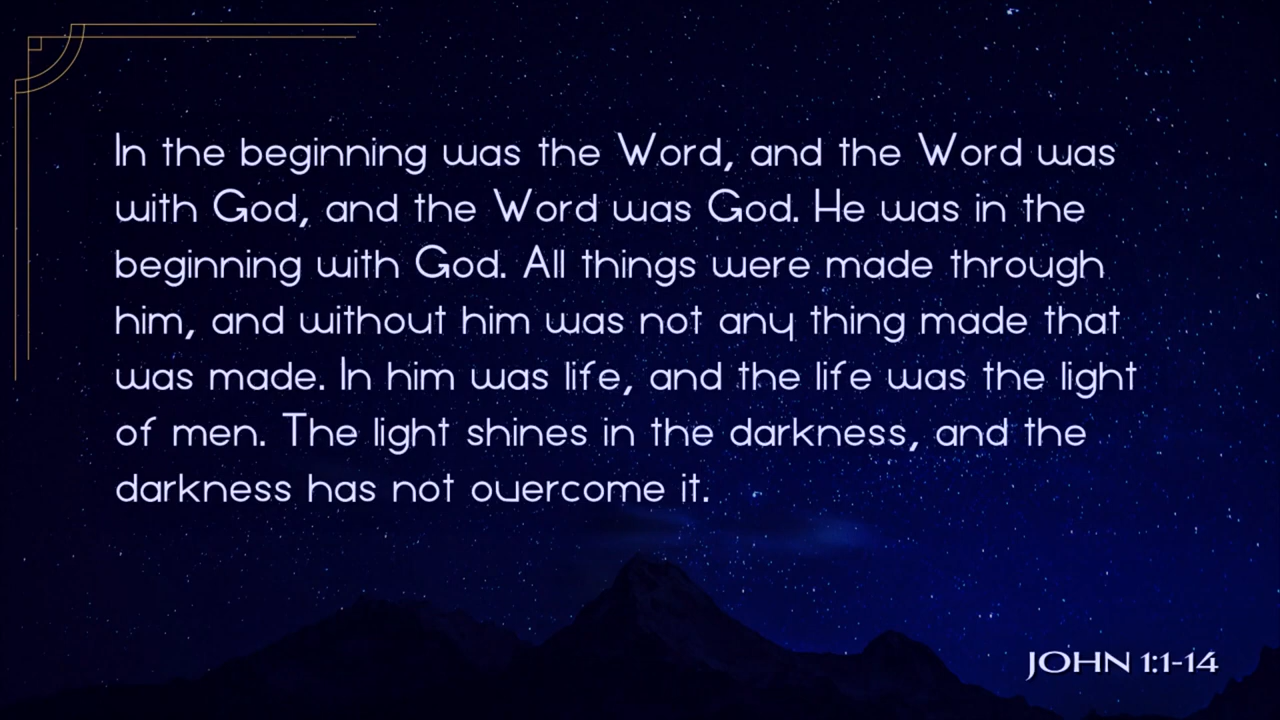 In the beginning was the Word, and the Word was
with God, and the Word was God. He was in the
beginning with God. All things were made through
him, and without him was not any thing made that
was made. In him was life, and the life was the light
of men. The light shines in the darkness, and the
darkness has not overcome it.
JOHN 1:1-14